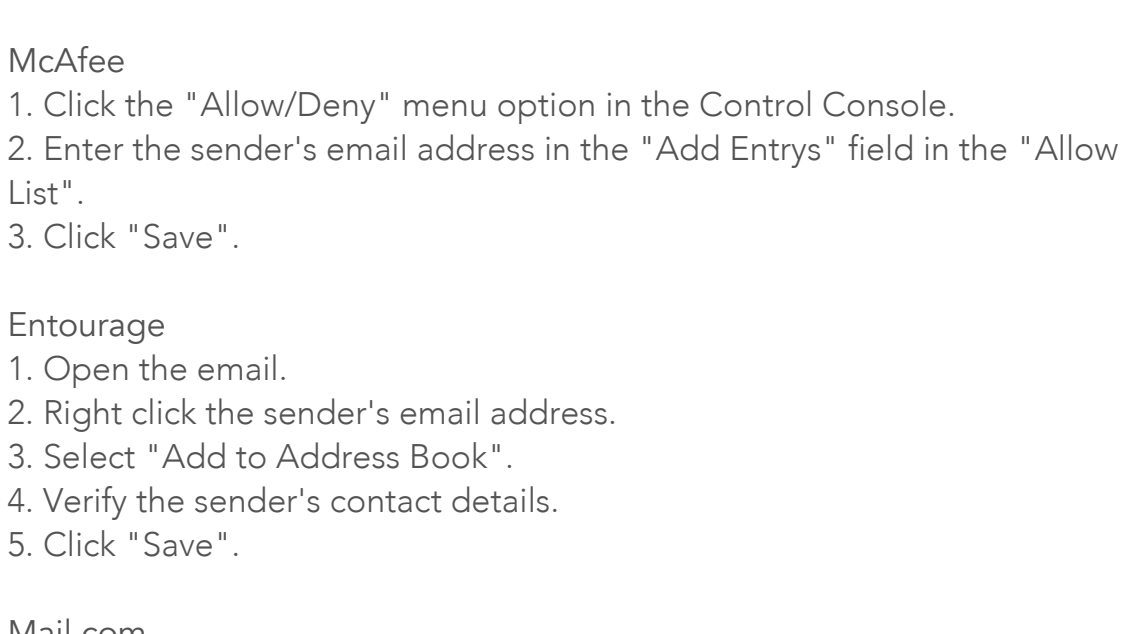 McAfee
1. Click the "Allow/Deny" menu option in the Control Console.
2. Enter the sender's email address in the "Add Entrys" field in the "Allow
List".
3. Click "Save".
Entourage
1. Open the email.
2. Right click the sender's email address.
3. Select "Add to Address Book".
4. Verify the sender's contact details.
5. Click "Save".
Mail.com